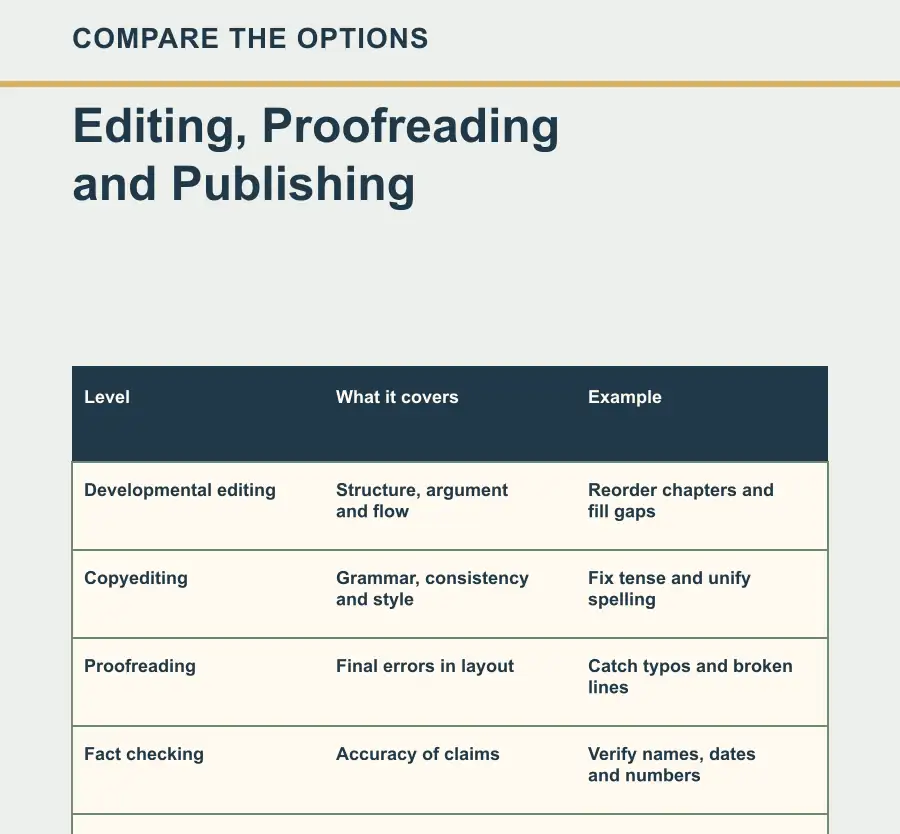 COMPARE THE OPTIONS
Editing, Proofreading
and Publishing
Level
What it covers
Example
Developmental editing
Structure, argument
and flow
Reorder chapters and
fill gaps
Copyediting
Grammar, consistency
and style
Fix tense and unify
spelling
Proofreading
Final errors in layout
Catch typos and broken
lines
Fact checking
Accuracy of claims
Verify names, dates
and numbers